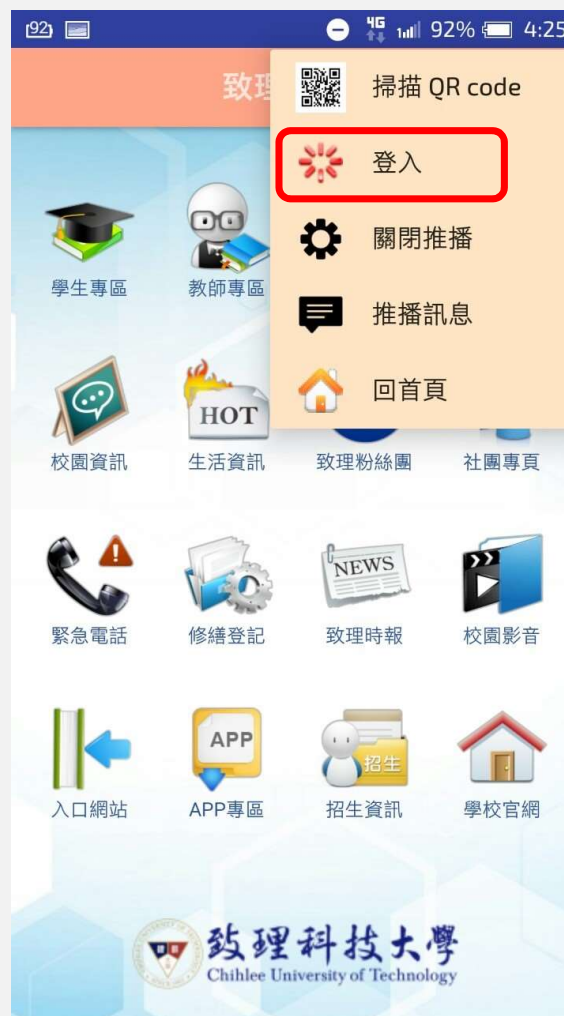 92 4G 92% 4:25
致理
掃描 QR code
登入
關閉推播
推播訊息
回首頁
學生專區 教師專區
HOT
校園資訊 生活資訊 致理粉絲團 社團專頁
NEWS
緊急電話 修繕登記 致理時報 校園影音
APP 招生
入口網站 APP專區 招生資訊 學校官網
致理科技大學
Chihlee University of Technology